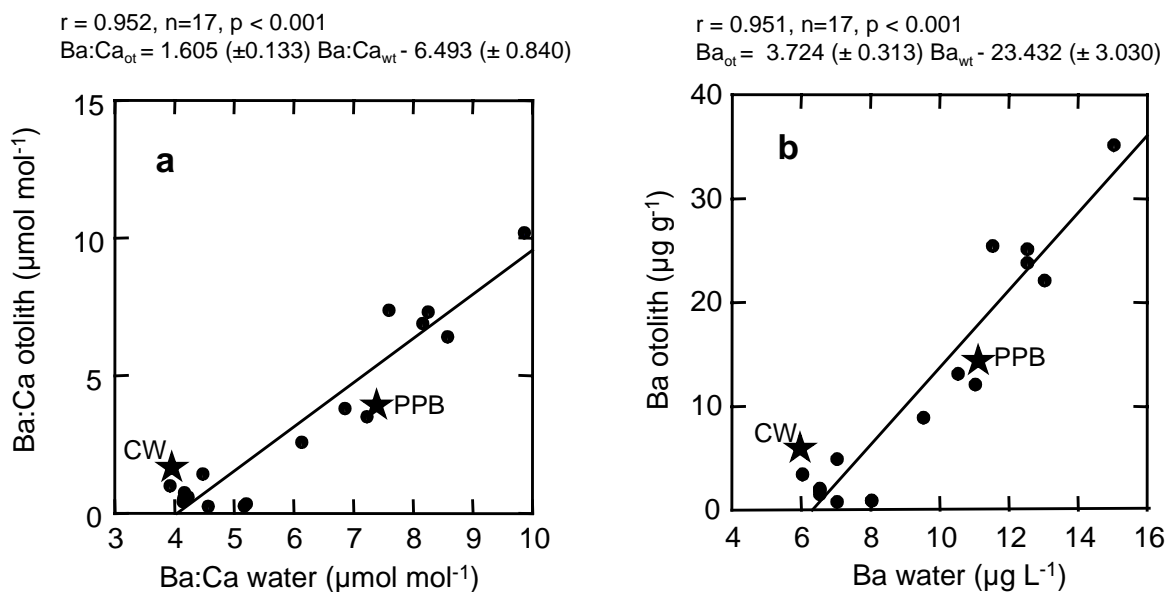 r = 0.952, n=17, p < 0.001
Ba:Ca_ot = 1.605 (±0.133) Ba:Ca_wt - 6.493 (± 0.840)
15
10
5
0
Ba:Ca otolith (µmol mol⁻¹)
a
CW
PPB
3 4 5 6 7 8 9 10
Ba:Ca water (µmol mol⁻¹)
r = 0.951, n=17, p < 0.001
Ba_ot = 3.724 (± 0.313) Ba_wt - 23.432 (± 3.030)
40
30
20
10
0
Ba otolith (µg g⁻¹)
b
CW
PPB
4 6 8 10 12 14 16
Ba water (µg L⁻¹)